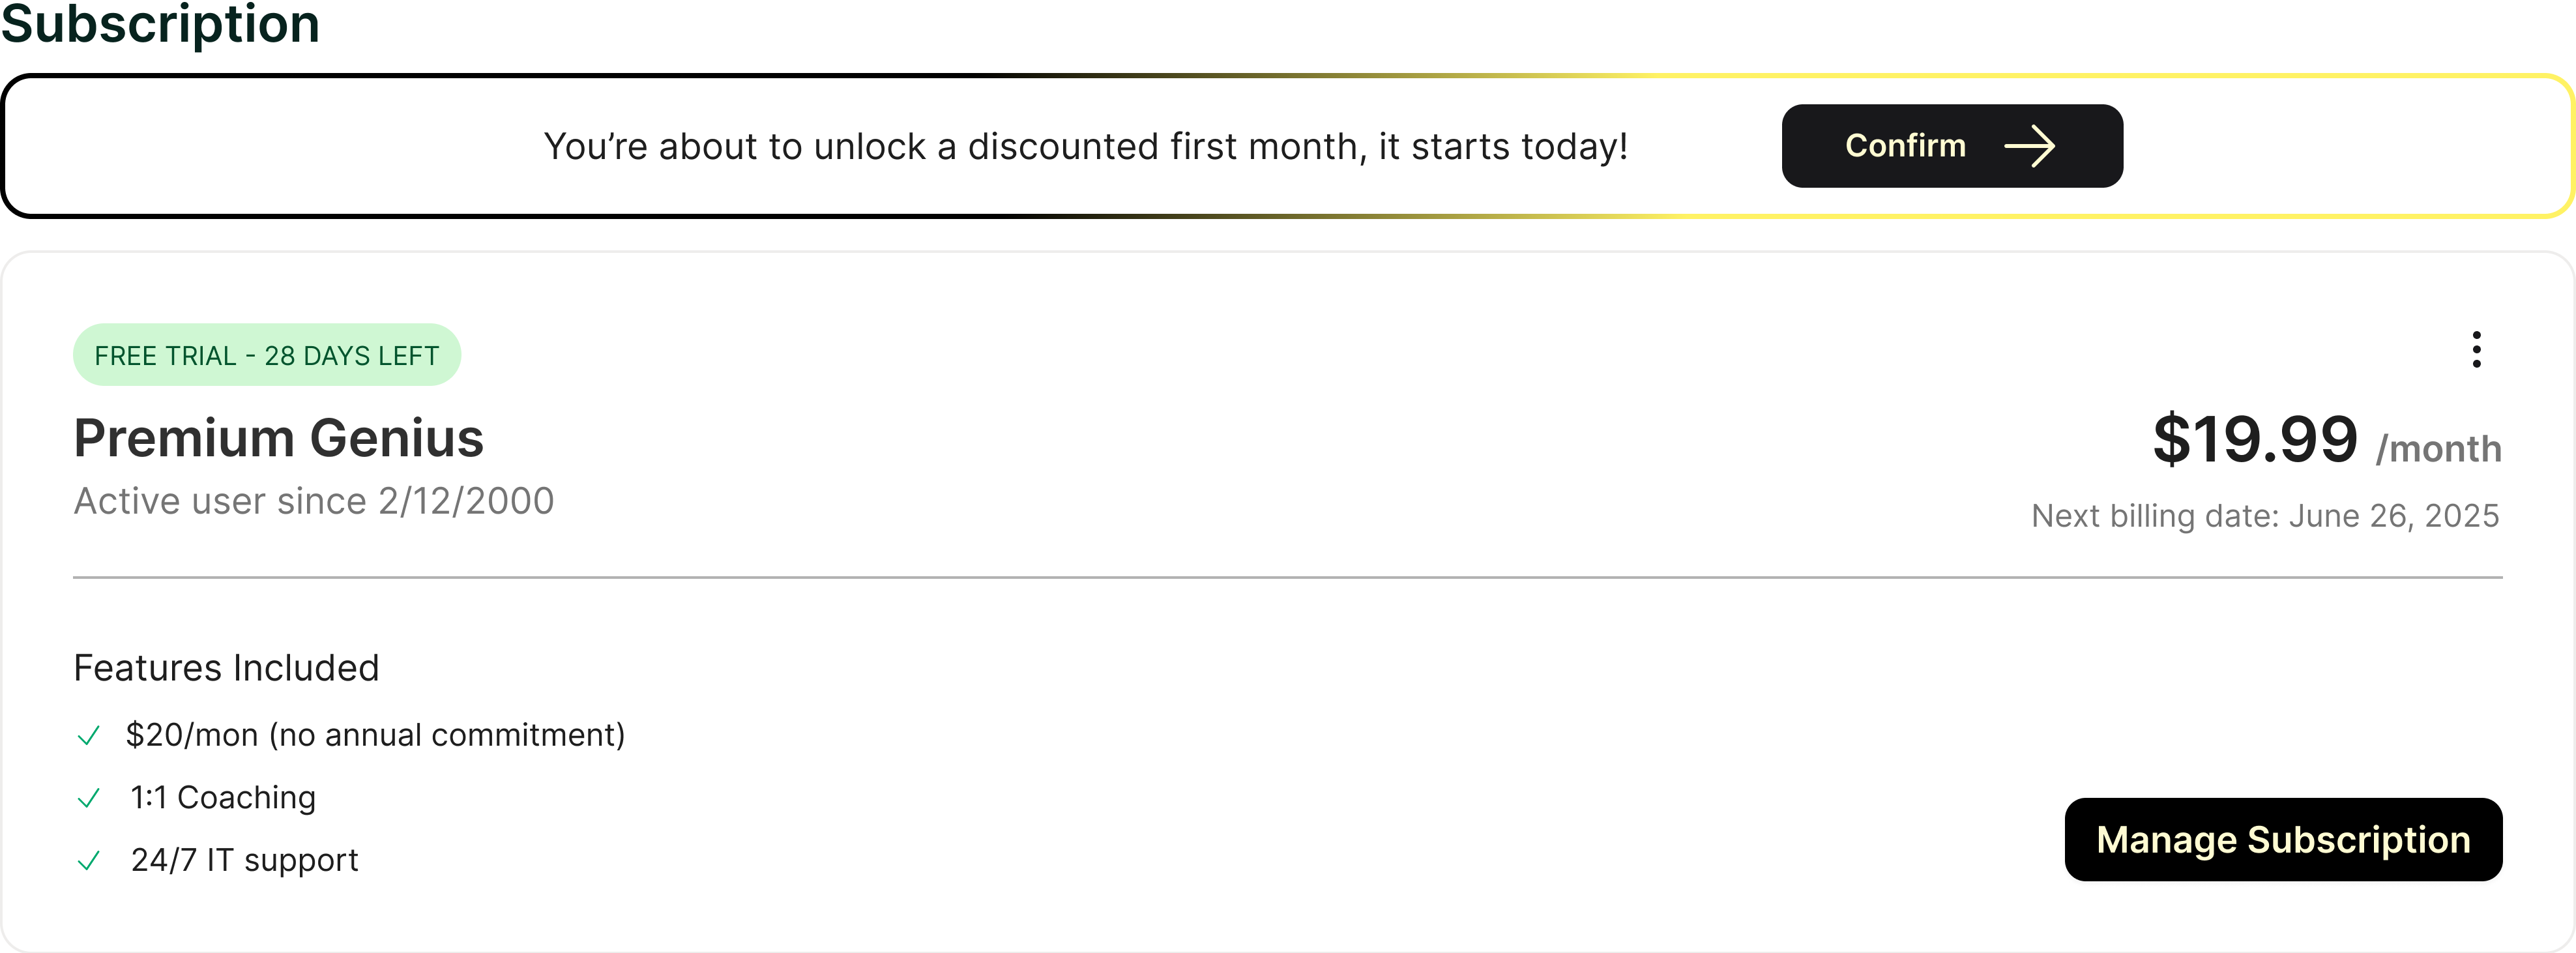 Subscription
You’re about to unlock a discounted first month, it starts today!
Confirm
FREE TRIAL - 28 DAYS LEFT
Premium Genius
$19.99 /month
Active user since 2/12/2000
Next billing date: June 26, 2025
Features Included
$20/mon (no annual commitment)
1:1 Coaching
24/7 IT support
Manage Subscription